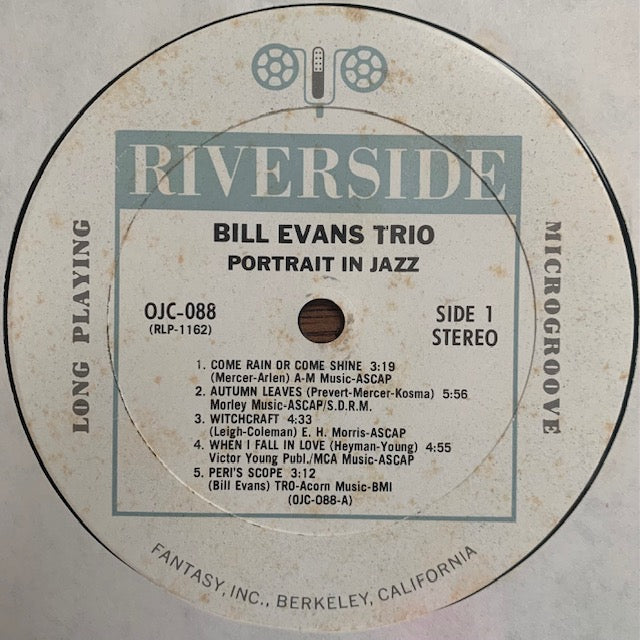 RIVERSIDE
BILL EVANS TRIO
PORTRAIT IN JAZZ
LONG PLAYING
MICROGROOVE
OJC-088
(RLP-1162)
SIDE 1
STEREO
1. COME RAIN OR COME SHINE 3:19
(Mercer-Arlen) A-M Music-ASCAP
2. AUTUMN LEAVES (Prevert-Mercer-Kosma) 5:56
Morley Music-ASCAP/S.D.R.M.
3. WITCHCRAFT 4:33
(Leigh-Coleman) E. H. Morris-ASCAP
4. WHEN I FALL IN LOVE (Heyman-Young) 4:55
Victor Young Publ./MCA Music-ASCAP
5. PERI'S SCOPE 3:12
(Bill Evans) TRO-Acorn Music-BMI
(OJC-088-A)
FANTASY, INC., BERKELEY, CALIFORNIA